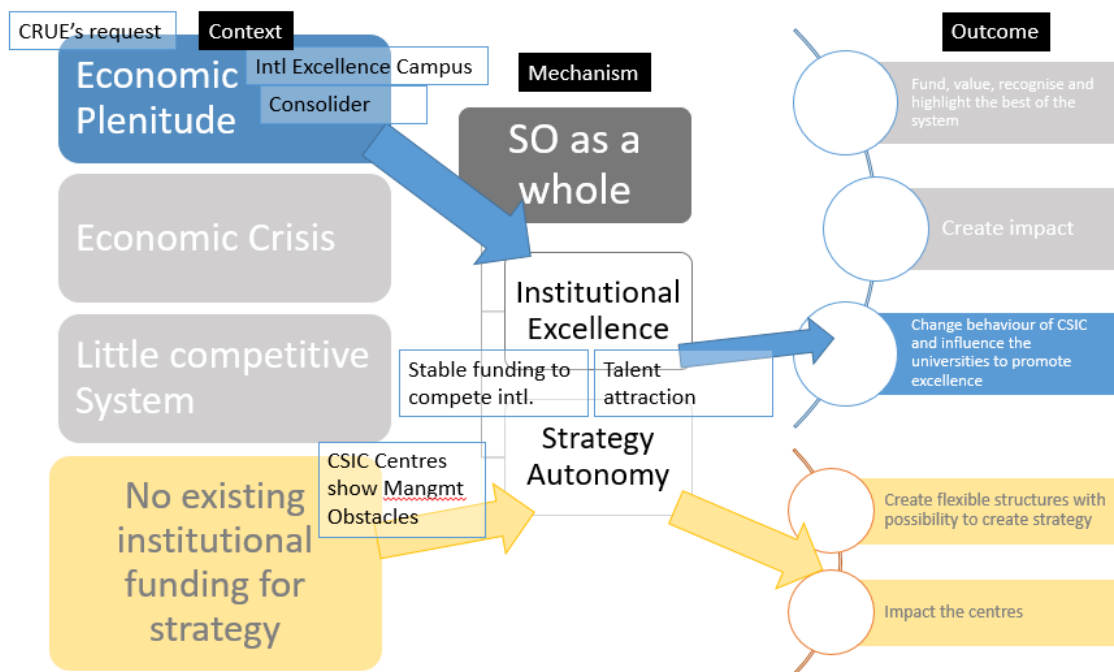 CRUE's request
Context
Economic
Plenitude
Intl Excellence Campus
Consolider
Economic Crisis
Little competitive
System
No existing
institutional
funding for
strategy
CSIC Centres
show Mangmt
Obstacles
Mechanism
SO as a
whole
Institutional
Excellence
Stable funding to
compete intl.
Talent
attraction
Strategy
Autonomy
Outcome
Fund, value, recognise and
highlight the best of the
system
Create impact
Change behaviour of CSIC
and influence the
universities to promote
excellence
Create flexible structures with
possibility to create strategy
Impact the centres